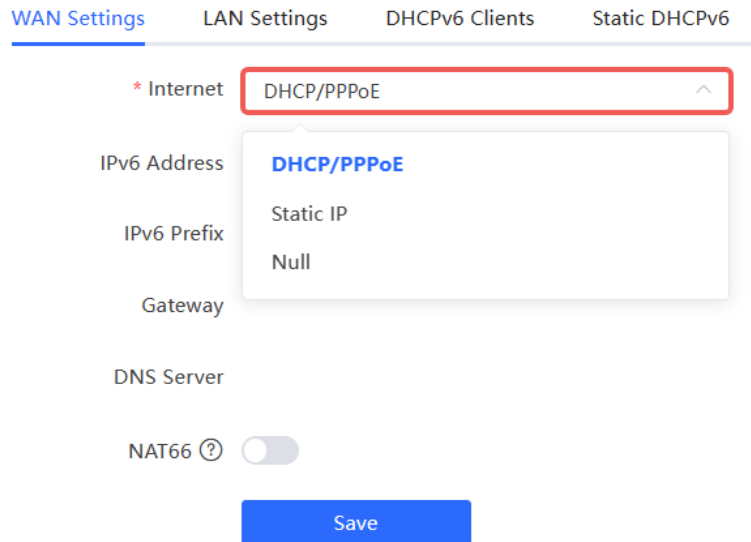 WAN Settings LAN Settings DHCPv6 Clients Static DHCPv6
* Internet DHCP/PPPoE
IPv6 Address DHCP/PPPoE
Static IP
IPv6 Prefix
Null
Gateway
DNS Server
NAT66 ?
Save